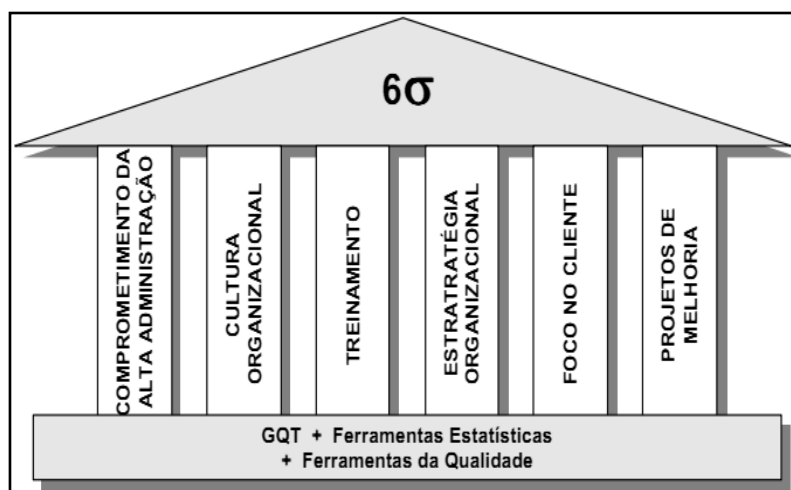 6σ
COMPROMETIMENTO DA
ALTA ADMINISTRAÇÃO
CULTURA
ORGANIZACIONAL
TREINAMENTO
ESTRATRATÉGIA
ORGANIZACIONAL
FOCO NO CLIENTE
PROJETOS DE
MELHORIA
GQT + Ferramentas Estatísticas
+ Ferramentas da Qualidade